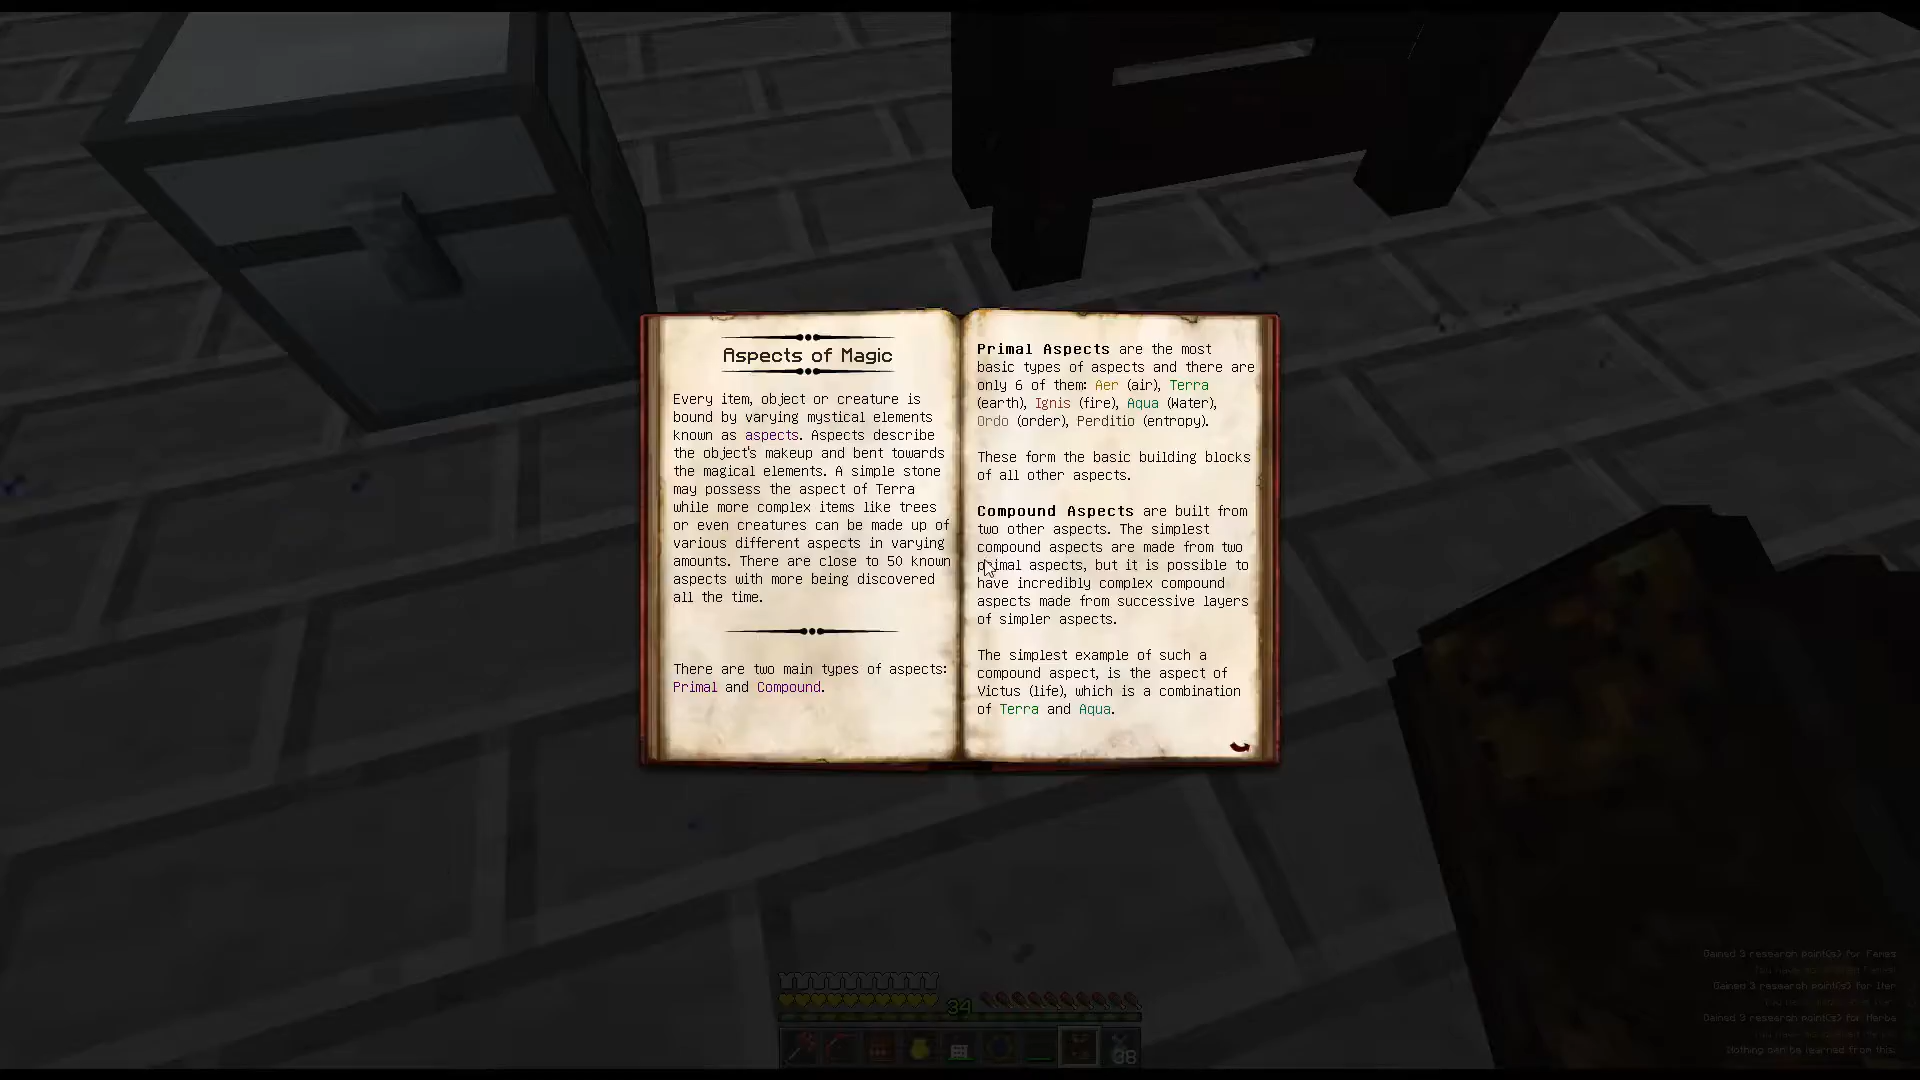 Aspects of Magic
Every item, object or creature is
bound by varying mystical elements
known as aspects. Aspects describe
the object's makeup and bent towards
the magical elements. A simple stone
may possess the aspect of Terra
while more complex items like trees
or even creatures can be made up of
various different aspects in varying
amounts. There are close to 50 known
aspects with more being discovered
all the time.
There are two main types of aspects:
Primal and Compound.
Primal Aspects are the most
basic types of aspects and there are
only 6 of them: Aer (air), Terra
(earth), Ignis (fire), Aqua (Water),
Ordo (order), Perditio (entropy).
These form the basic building blocks
of all other aspects.
Compound Aspects are built from
two other aspects. The simplest
compound aspects are made from two
primal aspects, but it is possible to
have incredibly complex compound
aspects made from successive layers
of simpler aspects.
The simplest example of such a
compound aspect, is the aspect of
Victus (life), which is a combination
of Terra and Aqua.
Gained 3 research point(s) for Fames
Gained 3 research point(s) for Iter
Gained 3 research point(s) for Herba
Nothing can be learned from this.
34
38